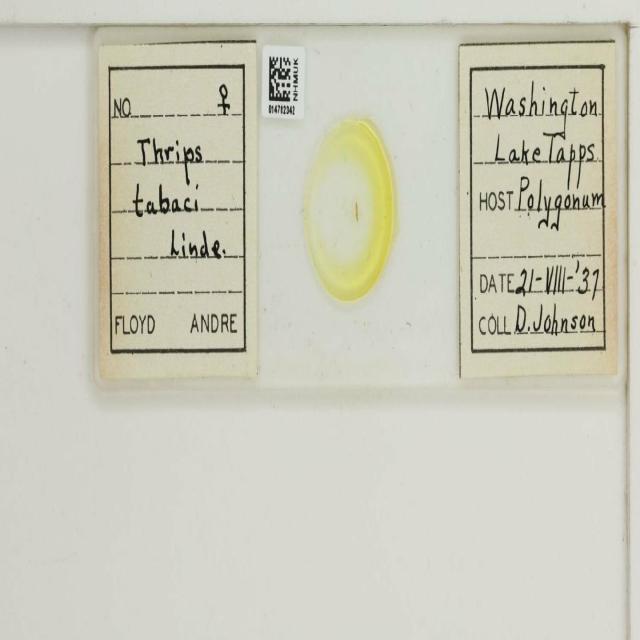 NO ♀
Thrips
tabaci
Linde.
FLOYD ANDRE
NHMUK
014702342
Washington
Lake Tapps
HOST Polygonum
DATE 21-VIII-'37
COLL D. Johnson